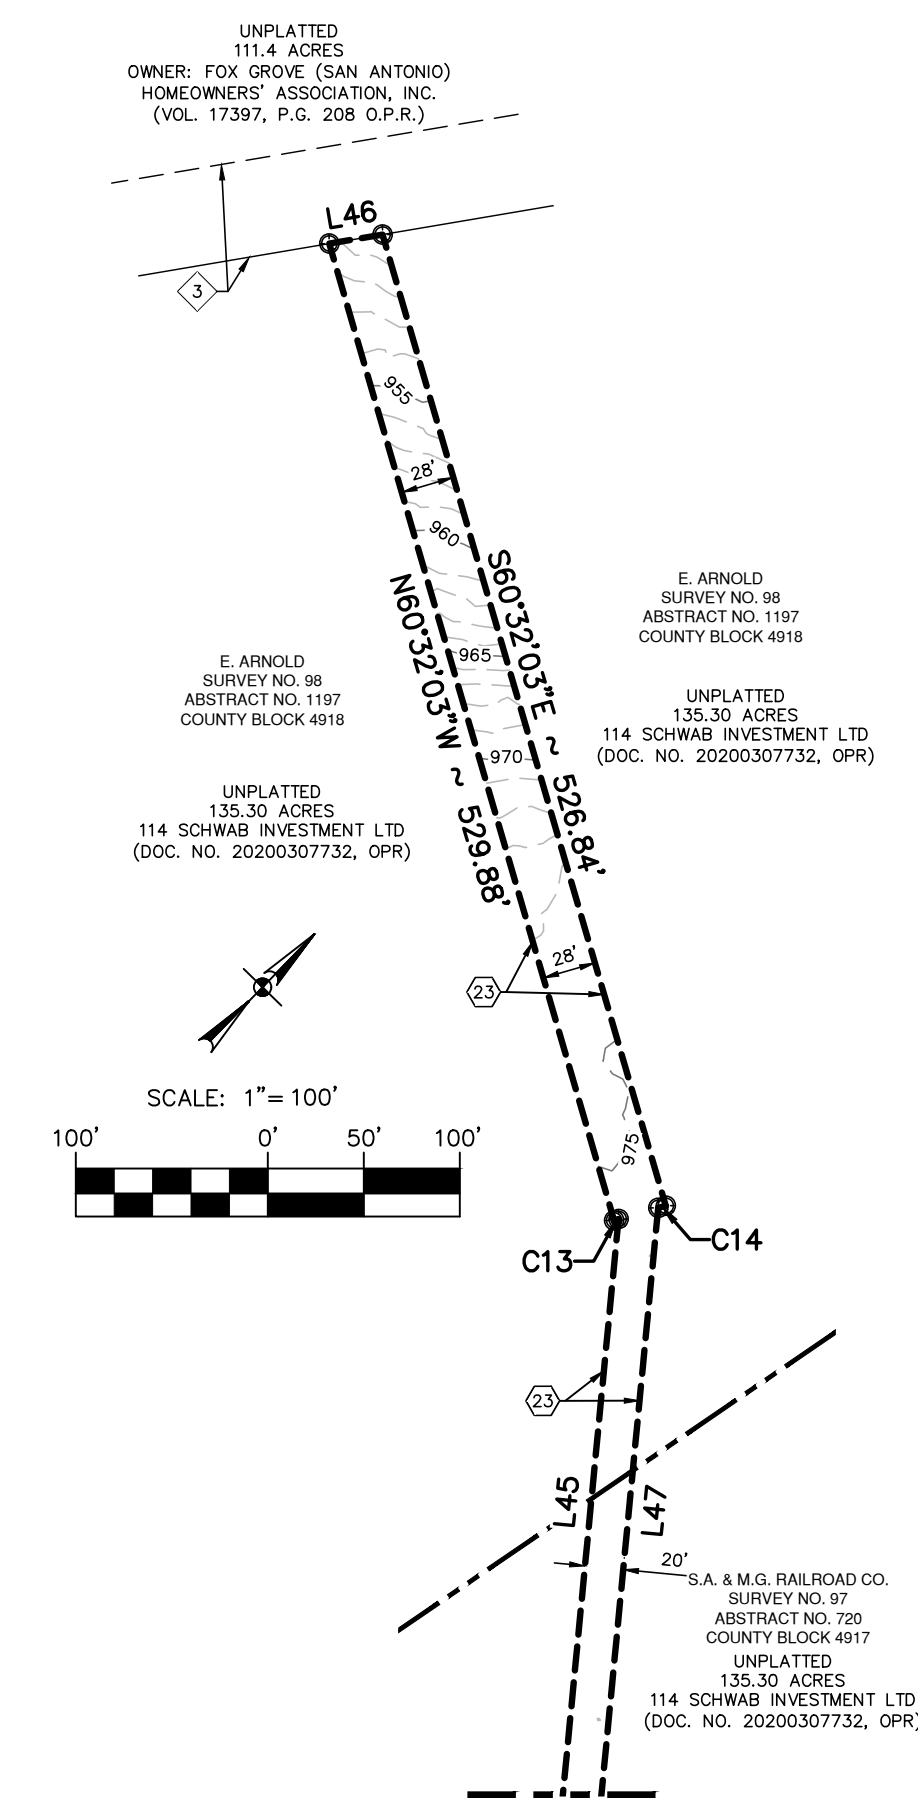 UNPLATTED
111.4 ACRES
OWNER: FOX GROVE (SAN ANTONIO)
HOMEOWNERS' ASSOCIATION, INC.
(VOL. 17397, P.G. 208 O.P.R.)
L46
3
955
28'
960
S60°32'03"E ~ 526.84'
N60°32'03"W ~ 529.88'
E. ARNOLD
SURVEY NO. 98
ABSTRACT NO. 1197
COUNTY BLOCK 4918
965
E. ARNOLD
SURVEY NO. 98
ABSTRACT NO. 1197
COUNTY BLOCK 4918
UNPLATTED
135.30 ACRES
114 SCHWAB INVESTMENT LTD
(DOC. NO. 20200307732, OPR)
970
UNPLATTED
135.30 ACRES
114 SCHWAB INVESTMENT LTD
(DOC. NO. 20200307732, OPR)
28'
23
SCALE: 1"= 100'
100' 0' 50' 100'
975
C13
C14
23
L45
L47
20'
S.A. & M.G. RAILROAD CO.
SURVEY NO. 97
ABSTRACT NO. 720
COUNTY BLOCK 4917
UNPLATTED
135.30 ACRES
114 SCHWAB INVESTMENT LTD
(DOC. NO. 20200307732, OPR)